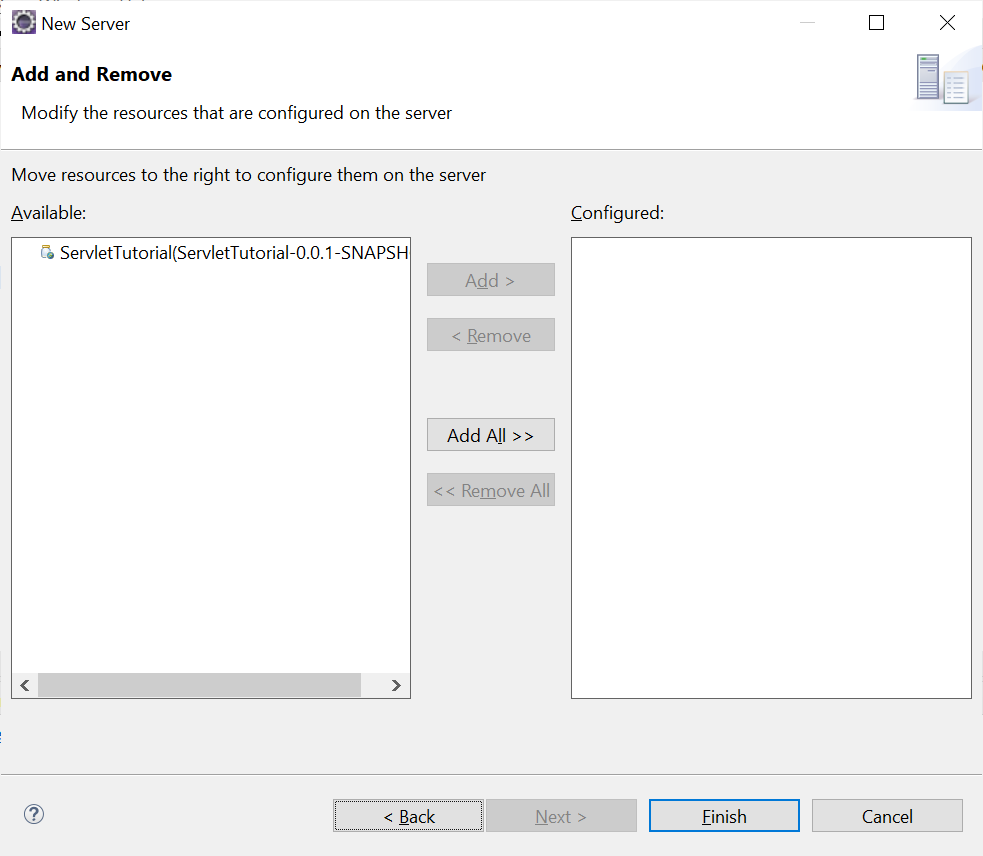 New Server
Add and Remove
Modify the resources that are configured on the server
Move resources to the right to configure them on the server
Available:
Configured:
ServletTutorial(ServletTutorial-0.0.1-SNAPSH
Add >
< Remove
Add All >>
<< Remove All
?
< Back
Next >
Finish
Cancel